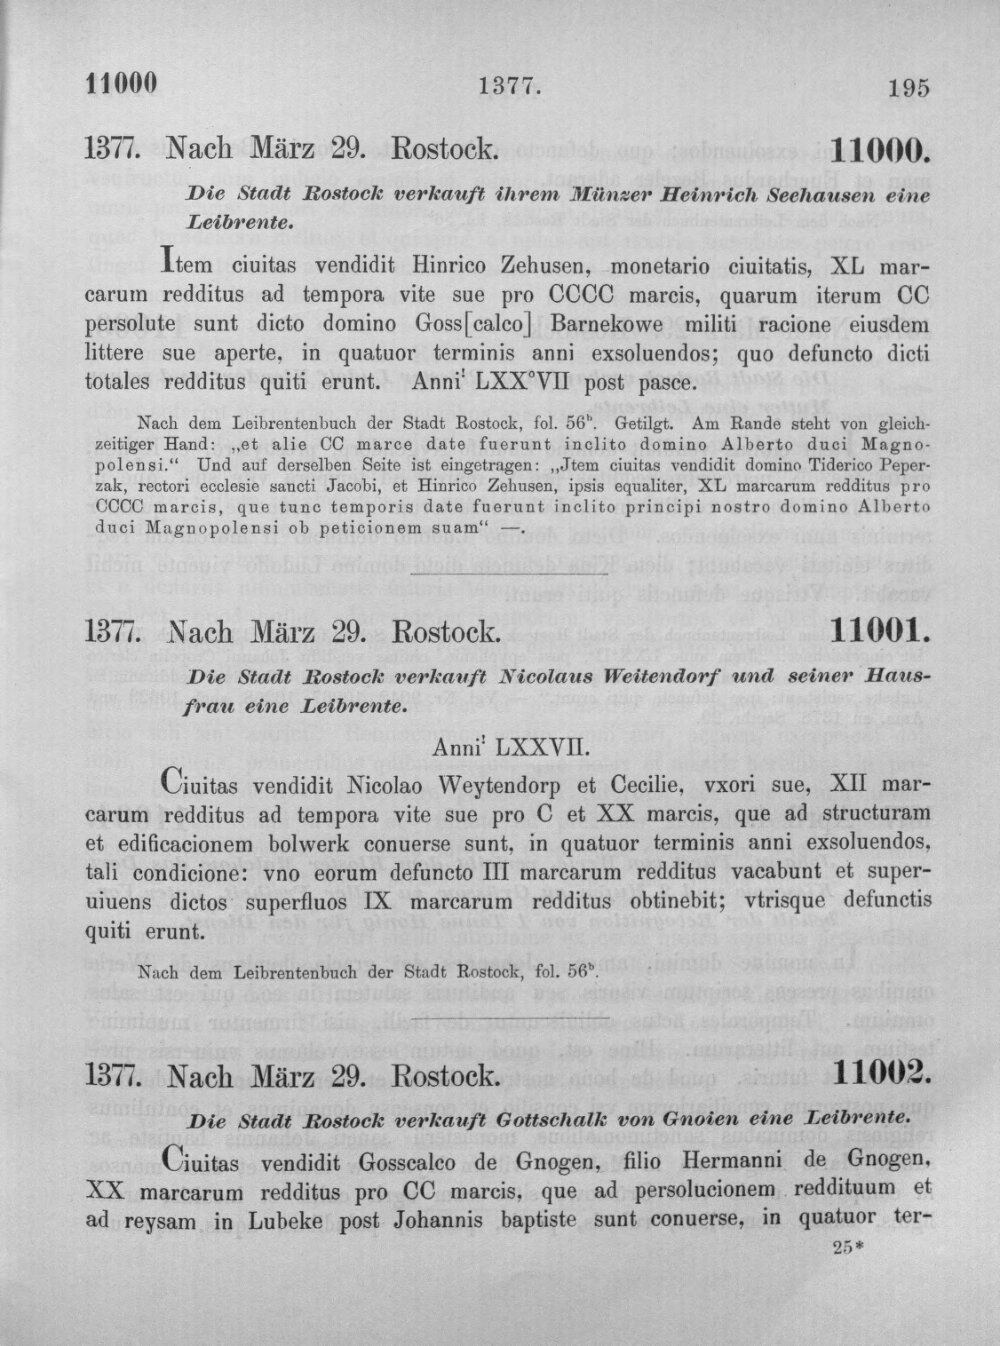 11000 1377. 195
1377. Nach März 29. Rostock. 11000.
Die Stadt Rostock verkauft ihrem Münzer Heinrich Seehausen eine
Leibrente.
Item ciuitas vendidit Hinrico Zehusen, monetario ciuitatis, XL mar-
carum redditus ad tempora vite sue pro CCCC marcis, quarum iterum CC
persolute sunt dicto domino Goss[calco] Barnekowe militi racione eiusdem
littere sue aperte, in quatuor terminis anni exsoluendos; quo defuncto dicti
totales redditus quiti erunt. Anni' LXX°VII post pasce.
Nach dem Leibrentenbuch der Stadt Rostock, fol. 56ᵇ. Getilgt. Am Rande steht von gleich-
zeitiger Hand: „et alie CC marce date fuerunt inclito domino Alberto duci Magno-
polensi.“ Und auf derselben Seite ist eingetragen: „Jtem ciuitas vendidit domino Tiderico Peper-
zak, rectori ecclesie sancti Jacobi, et Hinrico Zehusen, ipsis equaliter, XL marcarum redditus pro
CCCC marcis, que tunc temporis date fuerunt inclito principi nostro domino Alberto
duci Magnopolensi ob peticionem suam“ —.
1377. Nach März 29. Rostock. 11001.
Die Stadt Rostock verkauft Nicolaus Weitendorf und seiner Haus-
frau eine Leibrente.
Anni' LXXVII.
Ciuitas vendidit Nicolao Weytendorp et Cecilie, vxori sue, XII mar-
carum redditus ad tempora vite sue pro C et XX marcis, que ad structuram
et edificacionem bolwerk conuerse sunt, in quatuor terminis anni exsoluendos,
tali condicione: vno eorum defuncto III marcarum redditus vacabunt et super-
uiuens dictos superfluos IX marcarum redditus obtinebit; vtrisque defunctis
quiti erunt.
Nach dem Leibrentenbuch der Stadt Rostock, fol. 56ᵇ.
1377. Nach März 29. Rostock. 11002.
Die Stadt Rostock verkauft Gottschalk von Gnoien eine Leibrente.
Ciuitas vendidit Gosscalco de Gnogen, filio Hermanni de Gnogen,
XX marcarum redditus pro CC marcis, que ad persolucionem reddituum et
ad reysam in Lubeke post Johannis baptiste sunt conuerse, in quatuor ter-
25*